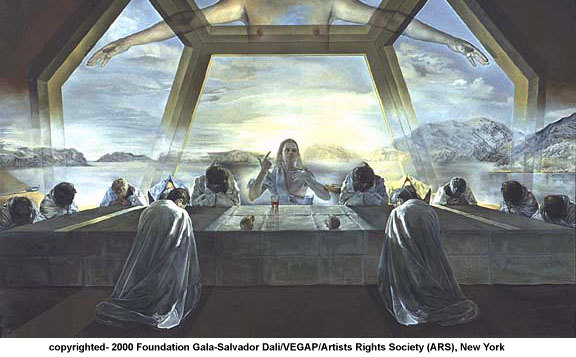 copyrighted- 2000 Foundation Gala-Salvador Dali/VEGAP/Artists Rights Society (ARS), New York